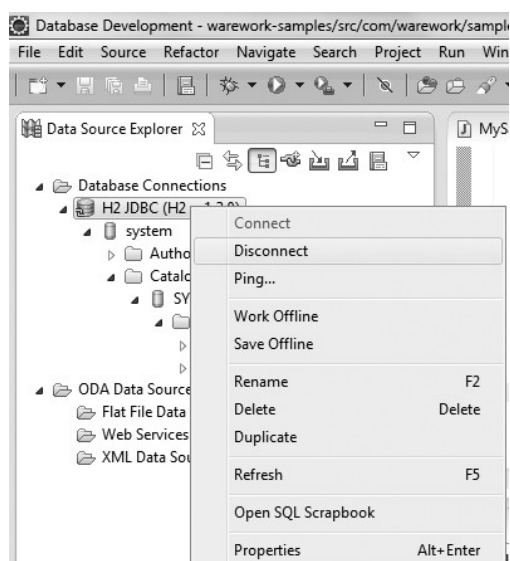 Database Development - warework-samples/src/com/warework/sampl
File Edit Source Refactor Navigate Search Project Run Win
Data Source Explorer
MyS
Database Connections
H2 JDBC (H2
Connect
system
Disconnect
Autho
Ping...
Catalo
SY
Work Offline
Save Offline
ODA Data Source
Rename F2
Flat File Data
Delete Delete
Web Services
Duplicate
XML Data Sou
Refresh F5
Open SQL Scrapbook
Properties Alt+Enter